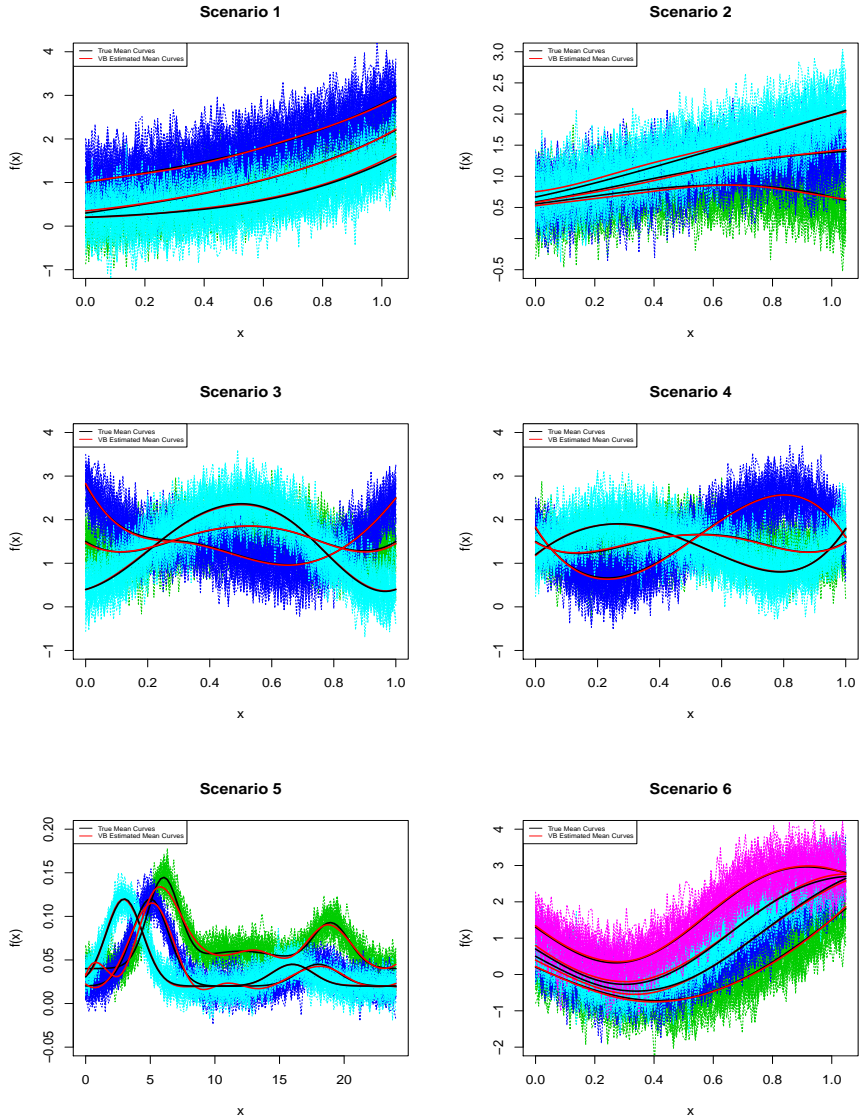 Scenario 1
True Mean Curves
VB Estimated Mean Curves
f(x)
−1 0 1 2 3 4
0.0 0.2 0.4 0.6 0.8 1.0
x
Scenario 2
True Mean Curves
VB Estimated Mean Curves
f(x)
−0.5 0.5 1.0 1.5 2.0 3.0
0.0 0.2 0.4 0.6 0.8 1.0
x
Scenario 3
True Mean Curves
VB Estimated Mean Curves
f(x)
−1 0 1 2 3 4
0.0 0.2 0.4 0.6 0.8 1.0
x
Scenario 4
True Mean Curves
VB Estimated Mean Curves
f(x)
−1 0 1 2 3 4
0.0 0.2 0.4 0.6 0.8 1.0
x
Scenario 5
True Mean Curves
VB Estimated Mean Curves
f(x)
−0.05 0.00 0.05 0.10 0.15 0.20
0 5 10 15 20
x
Scenario 6
True Mean Curves
VB Estimated Mean Curves
f(x)
−2 −1 0 1 2 3 4
0.0 0.2 0.4 0.6 0.8 1.0
x